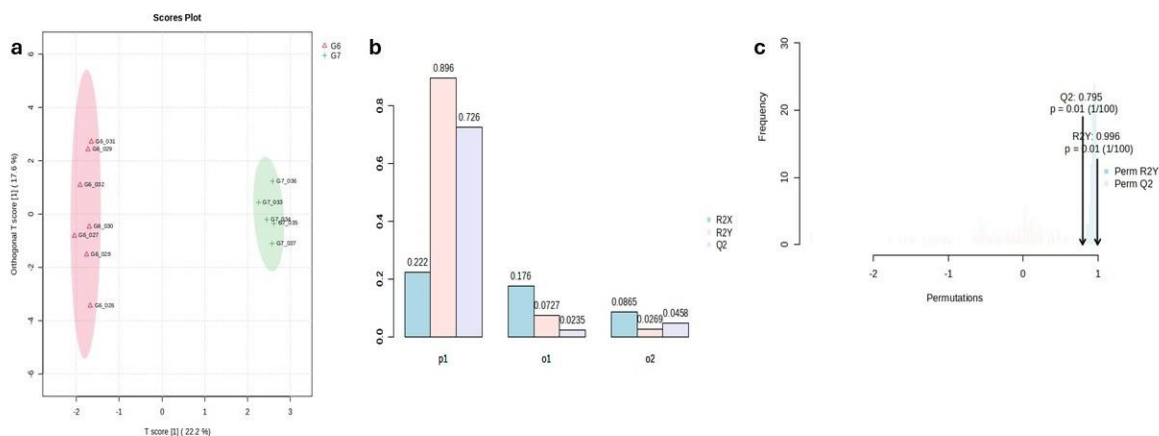 a
Scores Plot
Orthogonal T score [1] ( 17.6 %)
6
4
2
0
-2
-4
-6
G6_031
G6_029
G6_032
G6_030
G6_027
G6_028
G6_026
G7_036
G7_033
G7_034
G7_035
G7_037
-2
-1
0
1
2
3
T score [1] ( 22.2 %)
G6
G7
b
0.8
0.6
0.4
0.2
0.0
0.222
0.896
0.726
0.176
0.0727
0.0235
0.0865
0.0269
0.0458
p1
o1
o2
R2X
R2Y
Q2
c
Frequency
30
20
10
0
Q2: 0.795
p = 0.01 (1/100)
R2Y: 0.996
p = 0.01 (1/100)
Perm R2Y
Perm Q2
-2
-1
0
1
Permutations